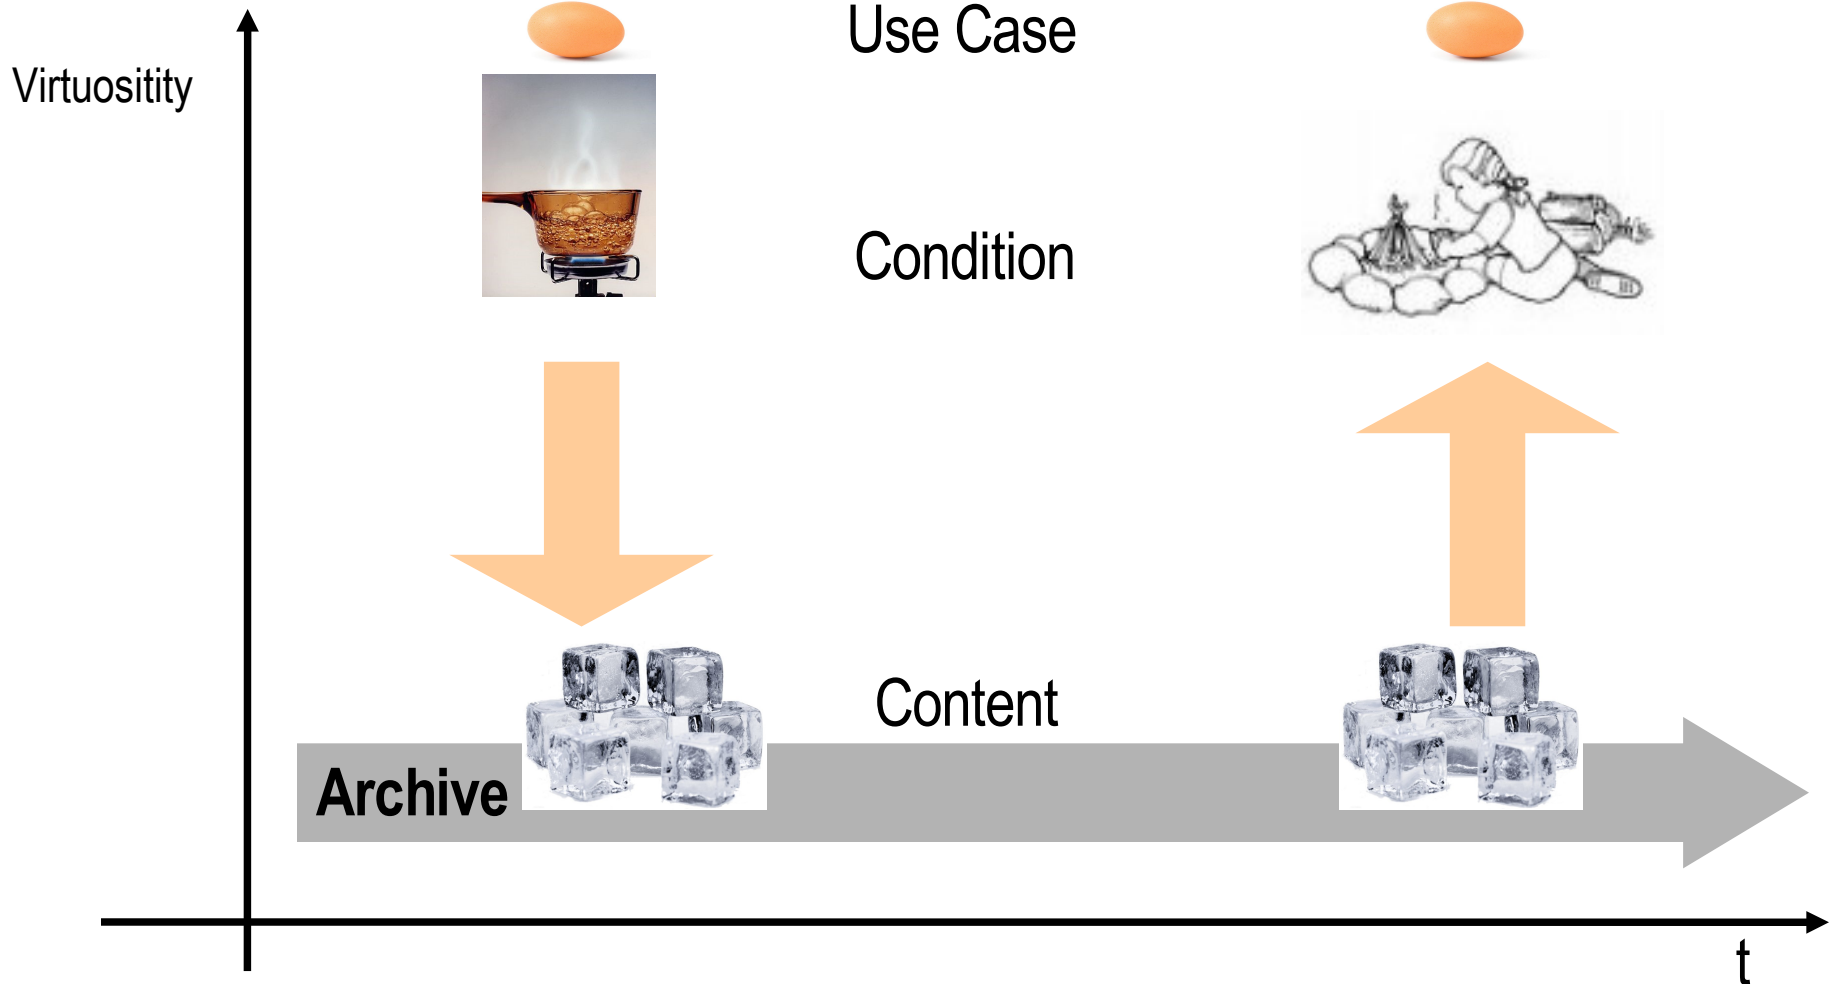 Use Case
Virtuositity
Condition
Content
Archive
t